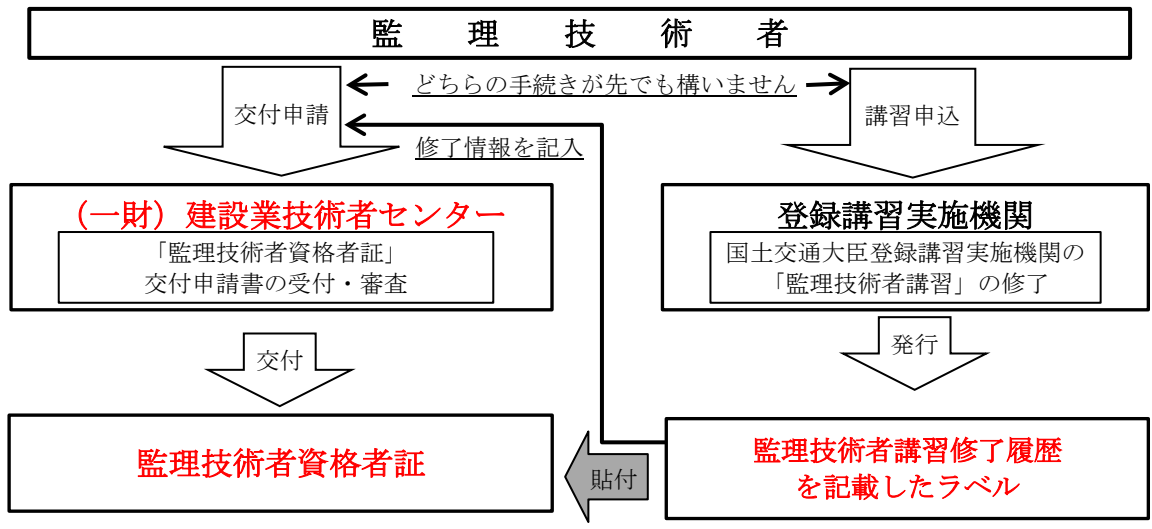 監理技術者
どちらの手続きが先でも構いません
交付申請
講習申込
修了情報を記入
（一財）建設業技術者センター
「監理技術者資格者証」
交付申請書の受付・審査
登録講習実施機関
国土交通大臣登録講習実施機関の
「監理技術者講習」の修了
交付
発行
監理技術者資格者証
貼付
監理技術者講習修了履歴
を記載したラベル